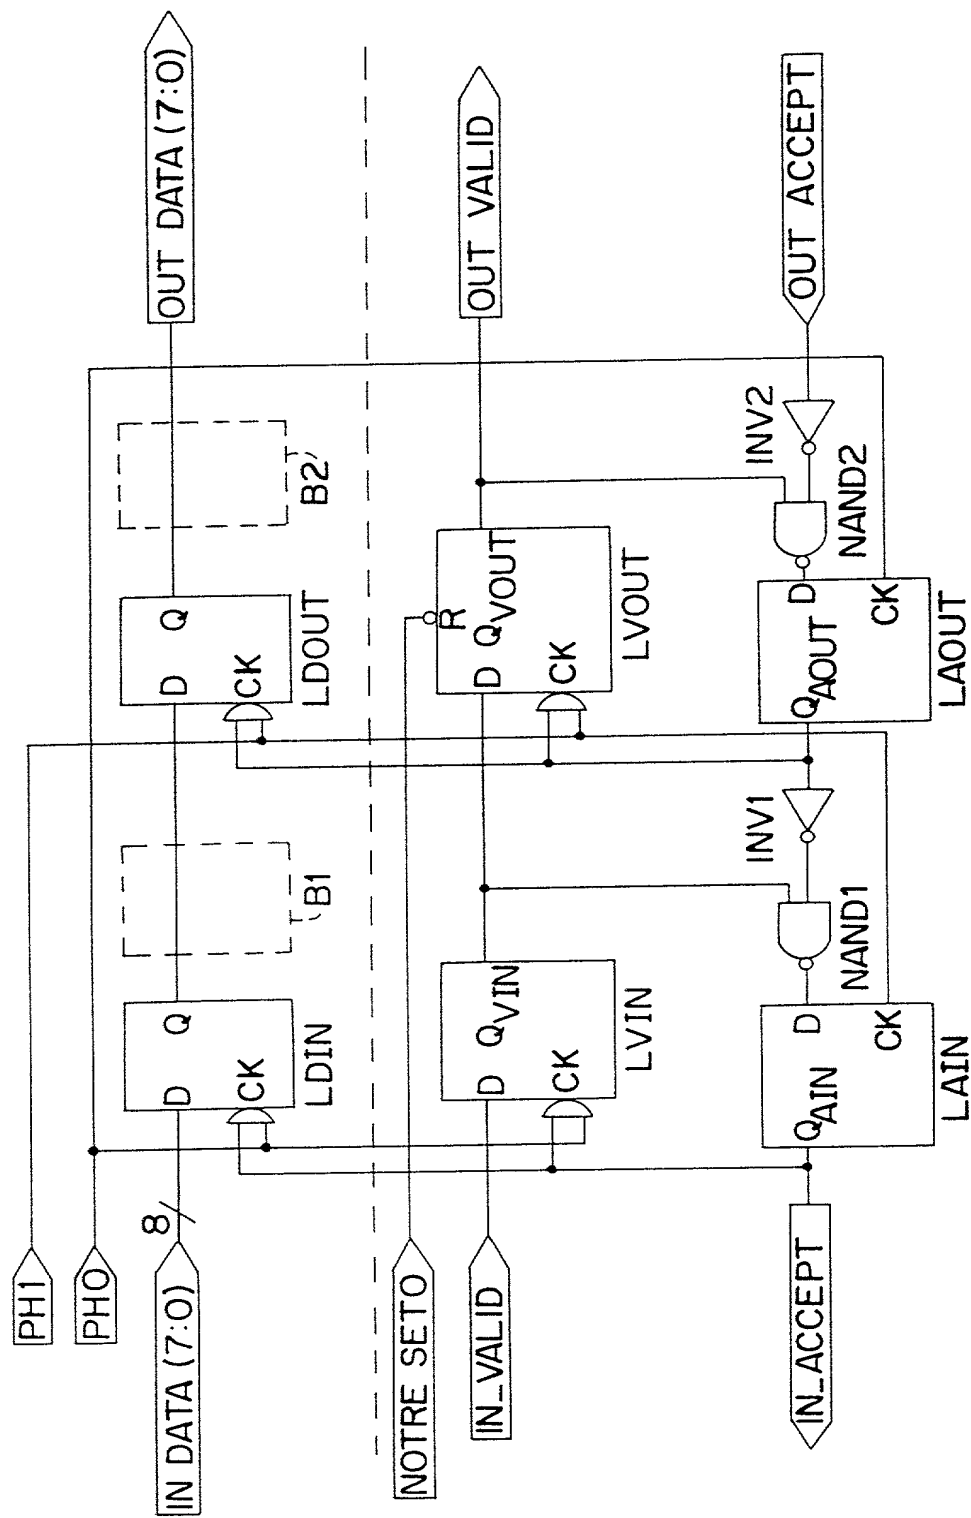 PH1
PH0
IN DATA (7:0)
8
D Q
CK
LDIN
B1
D Q
CK
LDOUT
B2
OUT DATA (7:0)
NOTRE SETO
IN_VALID
D QVIN
CK
LVIN
R
D QVOUT
CK
LVOUT
OUT VALID
IN_ACCEPT
QAIN D
CK
LAIN
NAND1
INV1
QAOUT D
CK
LAOUT
NAND2
INV2
OUT ACCEPT